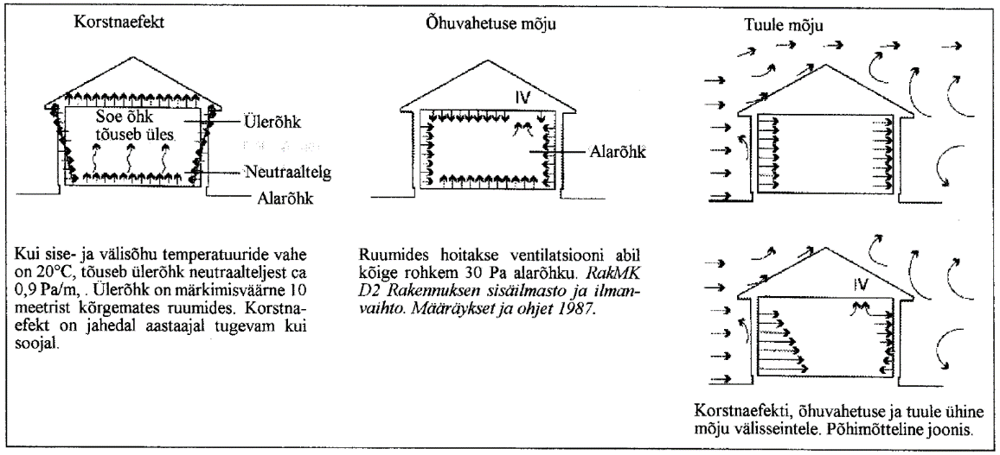 Korstnaefekt
Soe õhk
tõuseb üles
Ülerõhk
Neutraaltelg
Alarõhk
Kui sise- ja välisõhu temperatuuride vahe
on 20°C, tõuseb ülerõhk neutraalteljest ca
0,9 Pa/m, . Ülerõhk on märkimisväärne 10
meetrist kõrgemates ruumides. Korstna-
efekt on jahedal aastaajal tugevam kui
soojal.
Õhuvahetuse mõju
IV
Alarõhk
Ruumides hoitakse ventilatsiooni abil
kõige rohkem 30 Pa alarõhku. RakMK
D2 Rakennuksen sisäilmasto ja ilman-
vaihto. Määräykset ja ohjet 1987.
Tuule mõju
IV
Korstnaefekti, õhuvahetuse ja tuule ühine
mõju välisseintele. Põhimõtteline joonis.